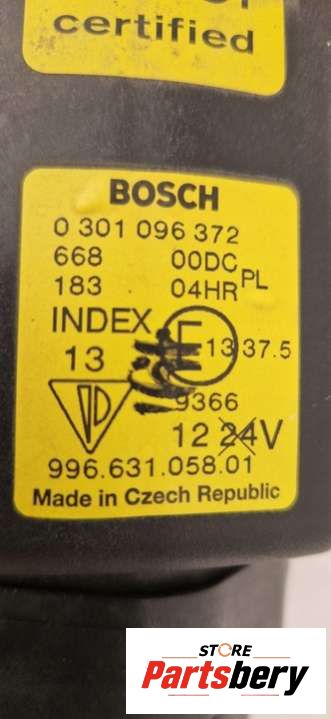 certified
BOSCH
0 301 096 372
668 00DC
183 04HR PL
INDEX
13 E 13 37.5
9366
12 24V
996.631.058.01
Made in Czech Republic
STORE
Partsbery